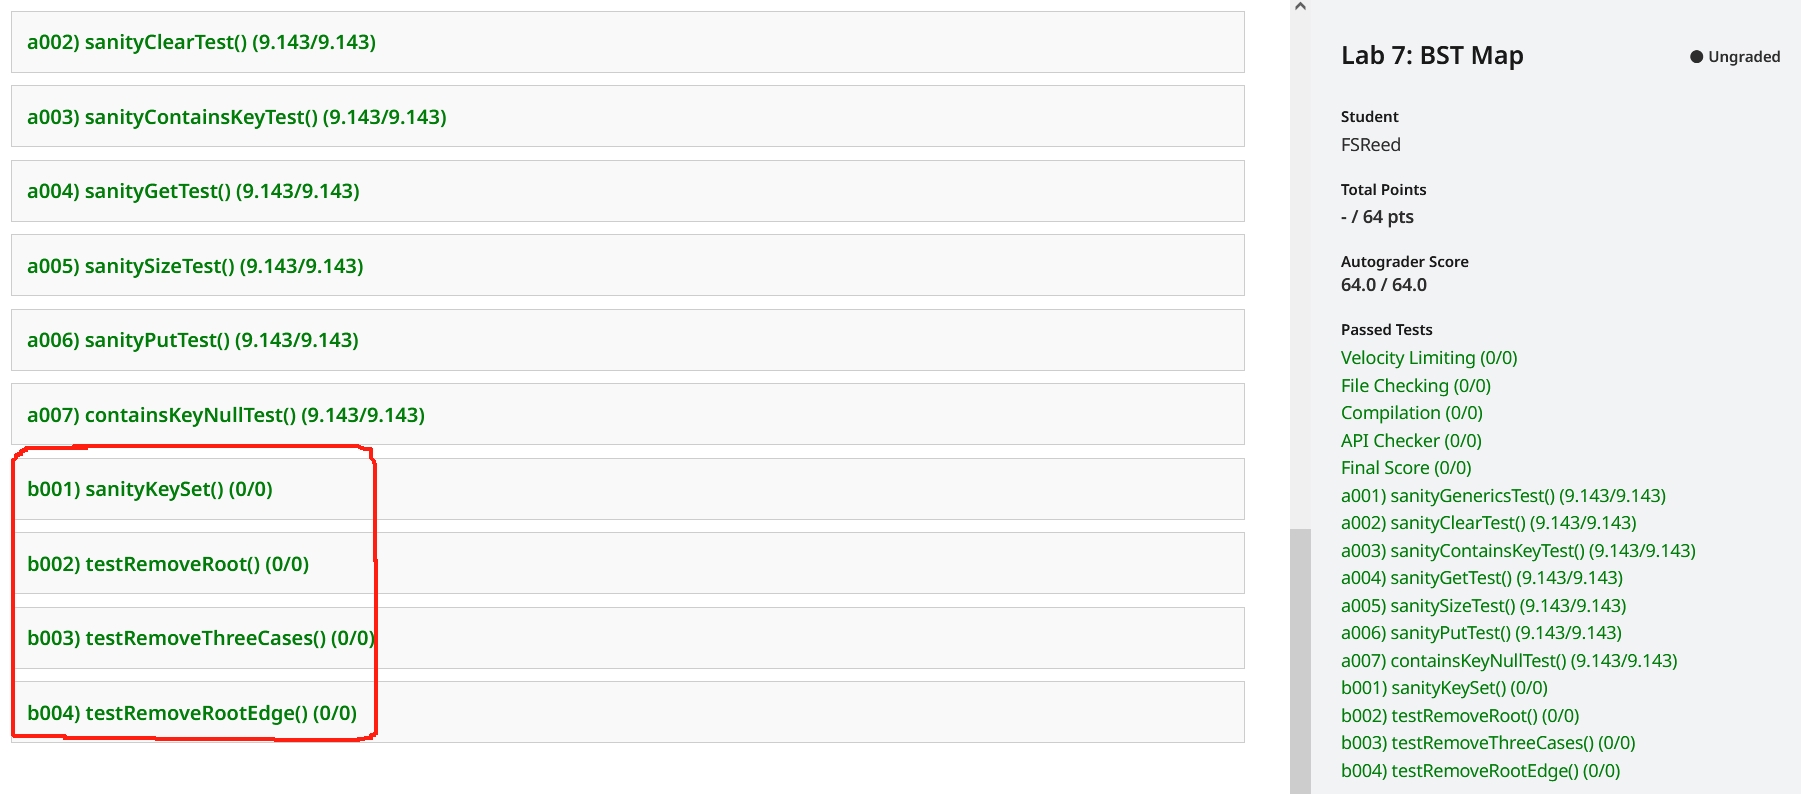 a002) sanityClearTest() (9.143/9.143)
a003) sanityContainsKeyTest() (9.143/9.143)
a004) sanityGetTest() (9.143/9.143)
a005) sanitySizeTest() (9.143/9.143)
a006) sanityPutTest() (9.143/9.143)
a007) containsKeyNullTest() (9.143/9.143)
b001) sanityKeySet() (0/0)
b002) testRemoveRoot() (0/0)
b003) testRemoveThreeCases() (0/0)
b004) testRemoveRootEdge() (0/0)
Lab 7: BST Map
Ungraded
Student
FSReed
Total Points
- / 64 pts
Autograder Score
64.0 / 64.0
Passed Tests
Velocity Limiting (0/0)
File Checking (0/0)
Compilation (0/0)
API Checker (0/0)
Final Score (0/0)
a001) sanityGenericsTest() (9.143/9.143)
a002) sanityClearTest() (9.143/9.143)
a003) sanityContainsKeyTest() (9.143/9.143)
a004) sanityGetTest() (9.143/9.143)
a005) sanitySizeTest() (9.143/9.143)
a006) sanityPutTest() (9.143/9.143)
a007) containsKeyNullTest() (9.143/9.143)
b001) sanityKeySet() (0/0)
b002) testRemoveRoot() (0/0)
b003) testRemoveThreeCases() (0/0)
b004) testRemoveRootEdge() (0/0)